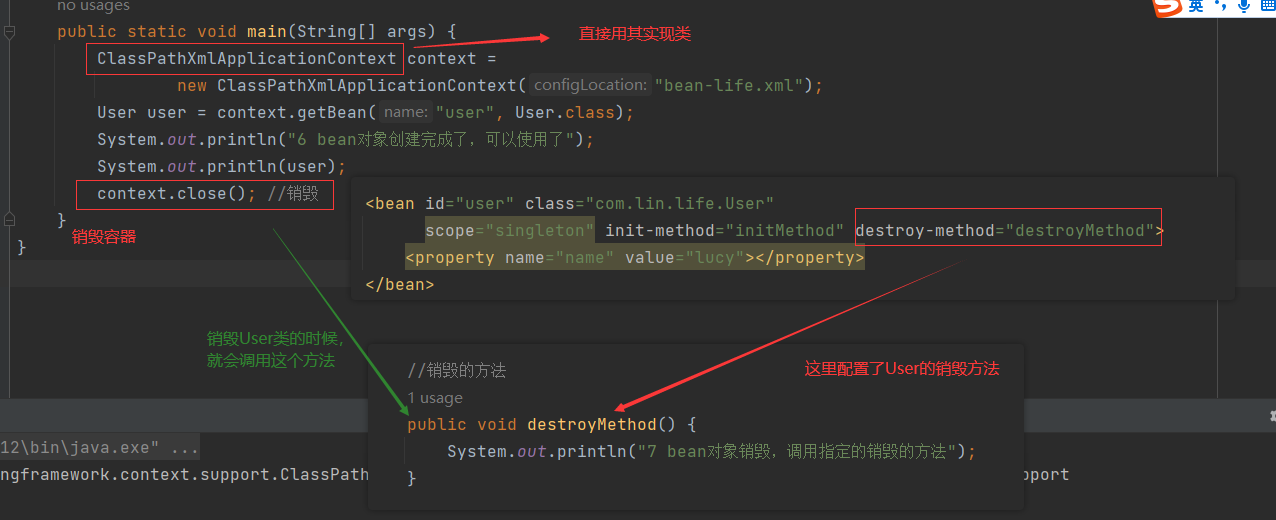 no usages
英
public static void main(String[] args) {
直接用其实现类
ClassPathXmlApplicationContext context =
new ClassPathXmlApplicationContext( configLocation: "bean-life.xml");
User user = context.getBean( name: "user", User.class);
System.out.println("6 bean对象创建完成了，可以使用了");
System.out.println(user);
context.close(); //销毁
}
销毁容器
}
<bean id="user" class="com.lin.life.User"
scope="singleton" init-method="initMethod" destroy-method="destroyMethod">
<property name="name" value="lucy"></property>
</bean>
销毁User类的时候，
就会调用这个方法
这里配置了User的销毁方法
//销毁的方法
1 usage
public void destroyMethod() {
System.out.println("7 bean对象销毁，调用指定的销毁的方法");
}
12\bin\java.exe" ...
ngframework.context.support.ClassPath
pport